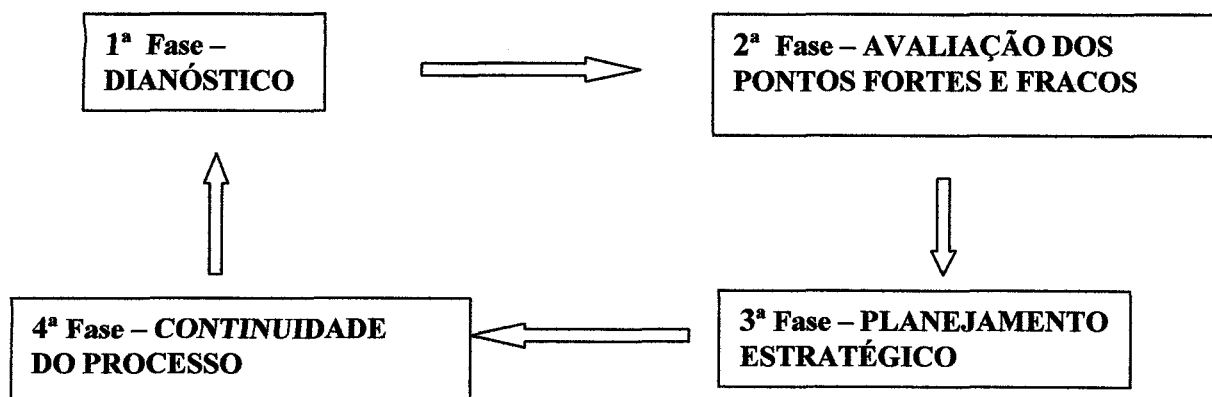 1ª Fase –
DIANÓSTICO
2ª Fase – AVALIAÇÃO DOS
PONTOS FORTES E FRACOS
3ª Fase – PLANEJAMENTO
ESTRATÉGICO
4ª Fase – CONTINUIDADE
DO PROCESSO